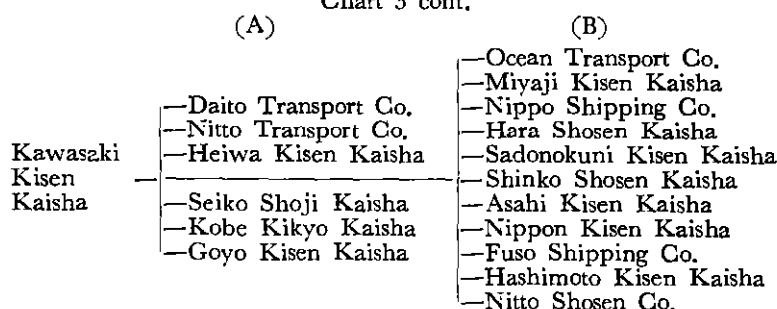 Chart 3 cont.
(A)
(B)
Kawasaki
Kisen
Kaisha
Daito Transport Co.
Nitto Transport Co.
Heiwa Kisen Kaisha
Seiko Shoji Kaisha
Kobe Kikyo Kaisha
Goyo Kisen Kaisha
Ocean Transport Co.
Miyaji Kisen Kaisha
Nippo Shipping Co.
Hara Shosen Kaisha
Sadonokuni Kisen Kaisha
Shinko Shosen Kaisha
Asahi Kisen Kaisha
Nippon Kisen Kaisha
Fuso Shipping Co.
Hashimoto Kisen Kaisha
Nitto Shosen Co.